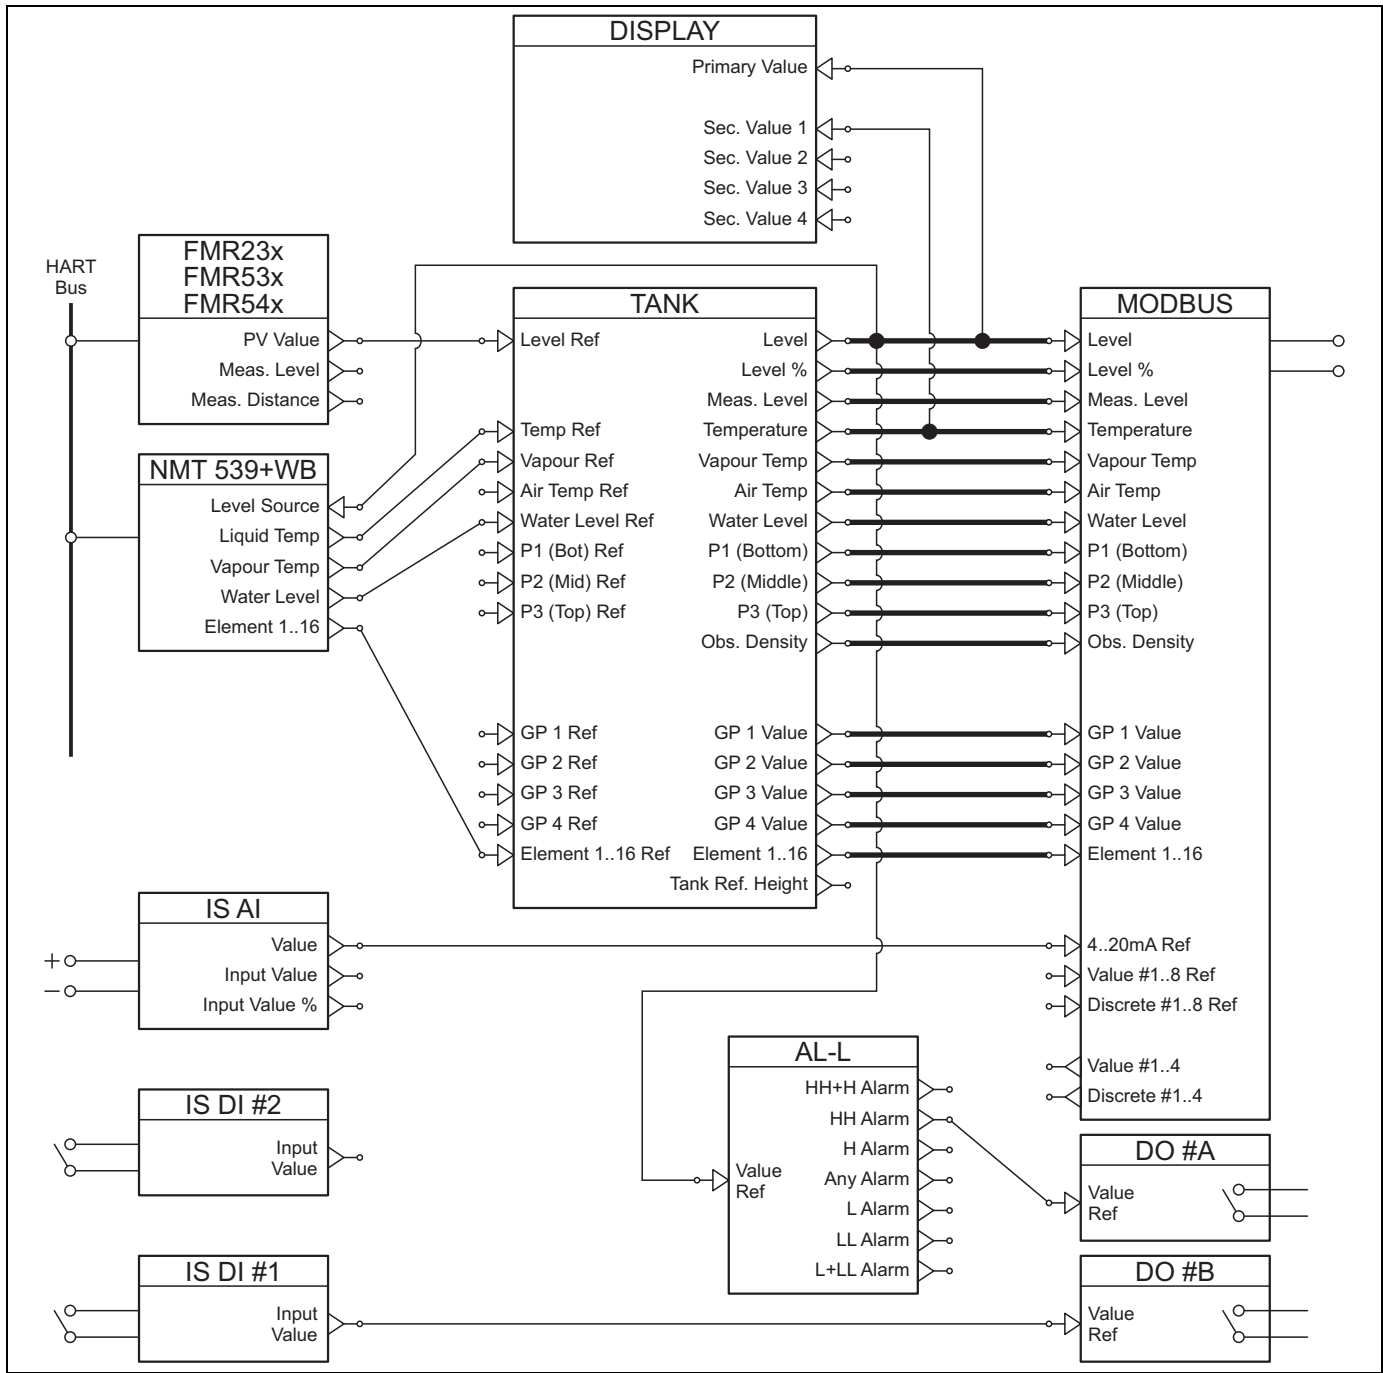 DISPLAY
Primary Value
Sec. Value 1
Sec. Value 2
Sec. Value 3
Sec. Value 4
HART
Bus
FMR23x
FMR53x
FMR54x
PV Value
Meas. Level
Meas. Distance
NMT 539+WB
Level Source
Liquid Temp
Vapour Temp
Water Level
Element 1..16
TANK
Level Ref
Temp Ref
Vapour Ref
Air Temp Ref
Water Level Ref
P1 (Bot) Ref
P2 (Mid) Ref
P3 (Top) Ref
GP 1 Ref
GP 2 Ref
GP 3 Ref
GP 4 Ref
Element 1..16 Ref
Level
Level %
Meas. Level
Temperature
Vapour Temp
Air Temp
Water Level
P1 (Bottom)
P2 (Middle)
P3 (Top)
Obs. Density
GP 1 Value
GP 2 Value
GP 3 Value
GP 4 Value
Element 1..16
Tank Ref. Height
MODBUS
Level
Level %
Meas. Level
Temperature
Vapour Temp
Air Temp
Water Level
P1 (Bottom)
P2 (Middle)
P3 (Top)
Obs. Density
GP 1 Value
GP 2 Value
GP 3 Value
GP 4 Value
Element 1..16
4..20mA Ref
Value #1..8 Ref
Discrete #1..8 Ref
Value #1..4
Discrete #1..4
IS AI
Value
Input Value
Input Value %
+
−
IS DI #2
Input
Value
IS DI #1
Input
Value
AL-L
Value
Ref
HH+H Alarm
HH Alarm
H Alarm
Any Alarm
L Alarm
LL Alarm
L+LL Alarm
DO #A
Value
Ref
DO #B
Value
Ref